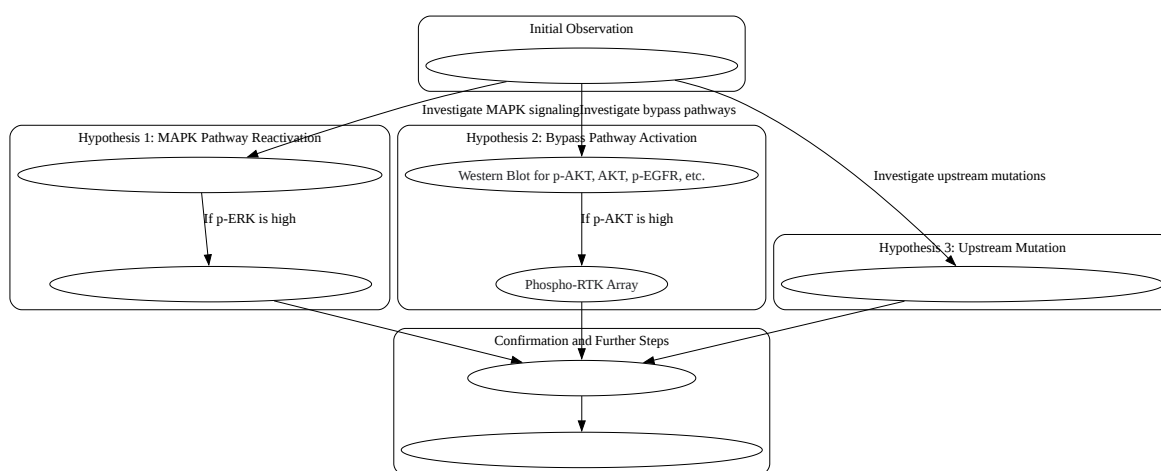 Initial Observation
Investigate MAPK signaling
Investigate bypass pathways
Hypothesis 1: MAPK Pathway Reactivation
Hypothesis 2: Bypass Pathway Activation
Western Blot for p-AKT, AKT, p-EGFR, etc.
Investigate upstream mutations
If p-ERK is high
If p-AKT is high
Hypothesis 3: Upstream Mutation
Phospho-RTK Array
Confirmation and Further Steps